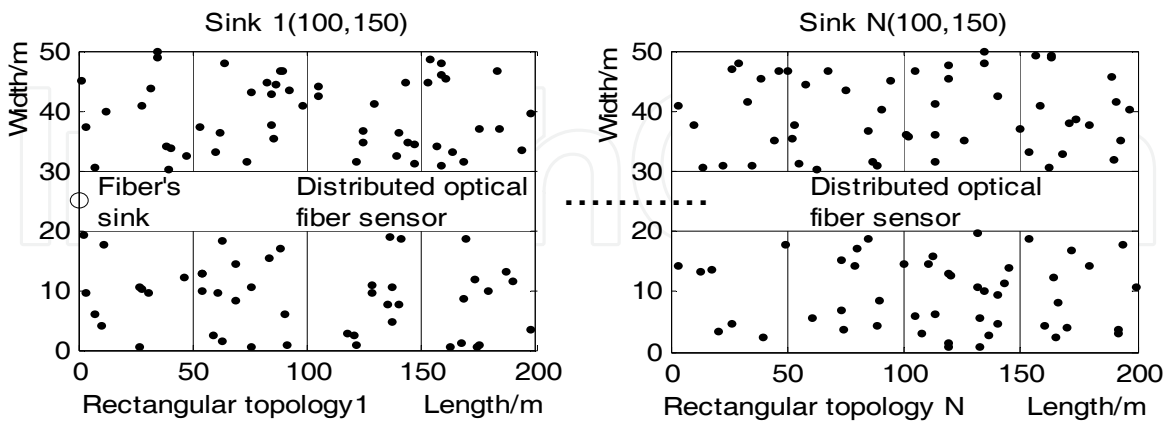 Sink 1(100,150)
Width/m
50
40
30
20
10
0
Fiber's
sink
Distributed optical
fiber sensor
0 50 100 150 200
Rectangular topology1 Length/m
Sink N(100,150)
Width/m
50
40
30
20
10
0
Distributed optical
fiber sensor
0 50 100 150 200
Rectangular topology N Length/m